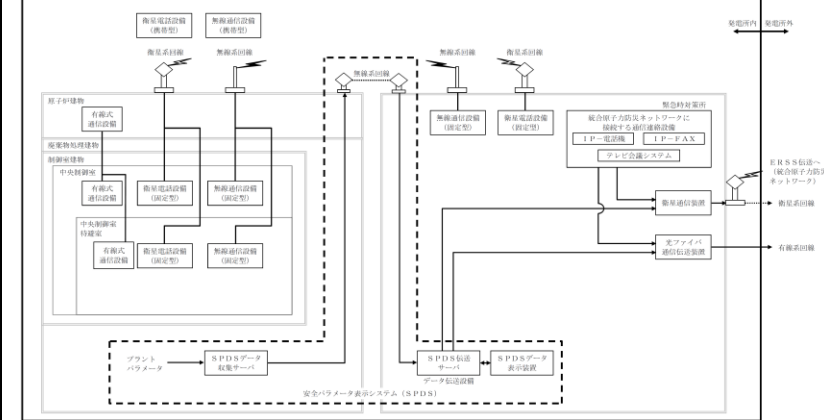 衛星電話設備
（携帯型）
無線通信設備
（携帯型）
発電所内
発電所外
衛星系回線
無線系回線
無線系回線
無線系回線
衛星系回線
原子炉建物
有線式
通信設備
廃棄物処理建物
制御室建物
中央制御室
有線式
通信設備
衛星電話設備
（固定型）
無線通信設備
（固定型）
中央制御室
待避室
有線式
通信設備
衛星電話設備
（固定型）
無線通信設備
（固定型）
無線通信設備
（固定型）
衛星電話設備
（固定型）
緊急時対策所
統合原子力防災ネットワークに
接続する通信連絡設備
ＩＰ－電話機
ＩＰ－ＦＡＸ
テレビ会議システム
衛星通信装置
光ファイバ
通信伝送装置
ＥＲＳＳ伝送へ
（統合原子力防災
ネットワーク）
衛星系回線
有線系回線
プラント
パラメータ
ＳＰＤＳデータ
収集サーバ
ＳＰＤＳ伝送
サーバ
ＳＰＤＳデータ
表示装置
データ伝送設備
安全パラメータ表示システム（ＳＰＤＳ）